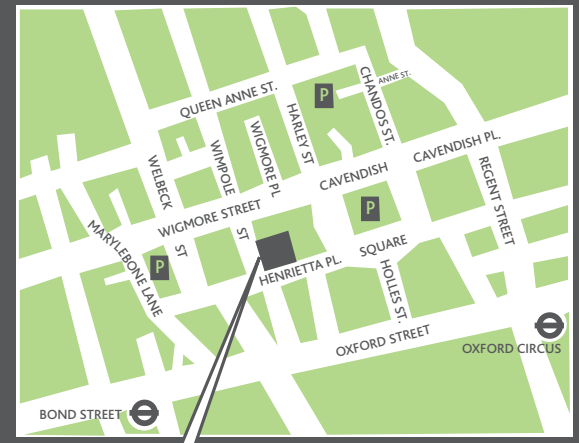 QUEEN ANNE ST.
P
CHANDOS ST.
ANNE ST.
HARLEY ST
WIGMORE PL
WIMPOLE
ST
WELBECK
ST
CAVENDISH
SQUARE
CAVENDISH PL.
REGENT STREET
P
WIGMORE STREET
MARYLEBONE LANE
P
HENRIETTA PL.
HOLLES ST.
OXFORD STREET
OXFORD CIRCUS
BOND STREET